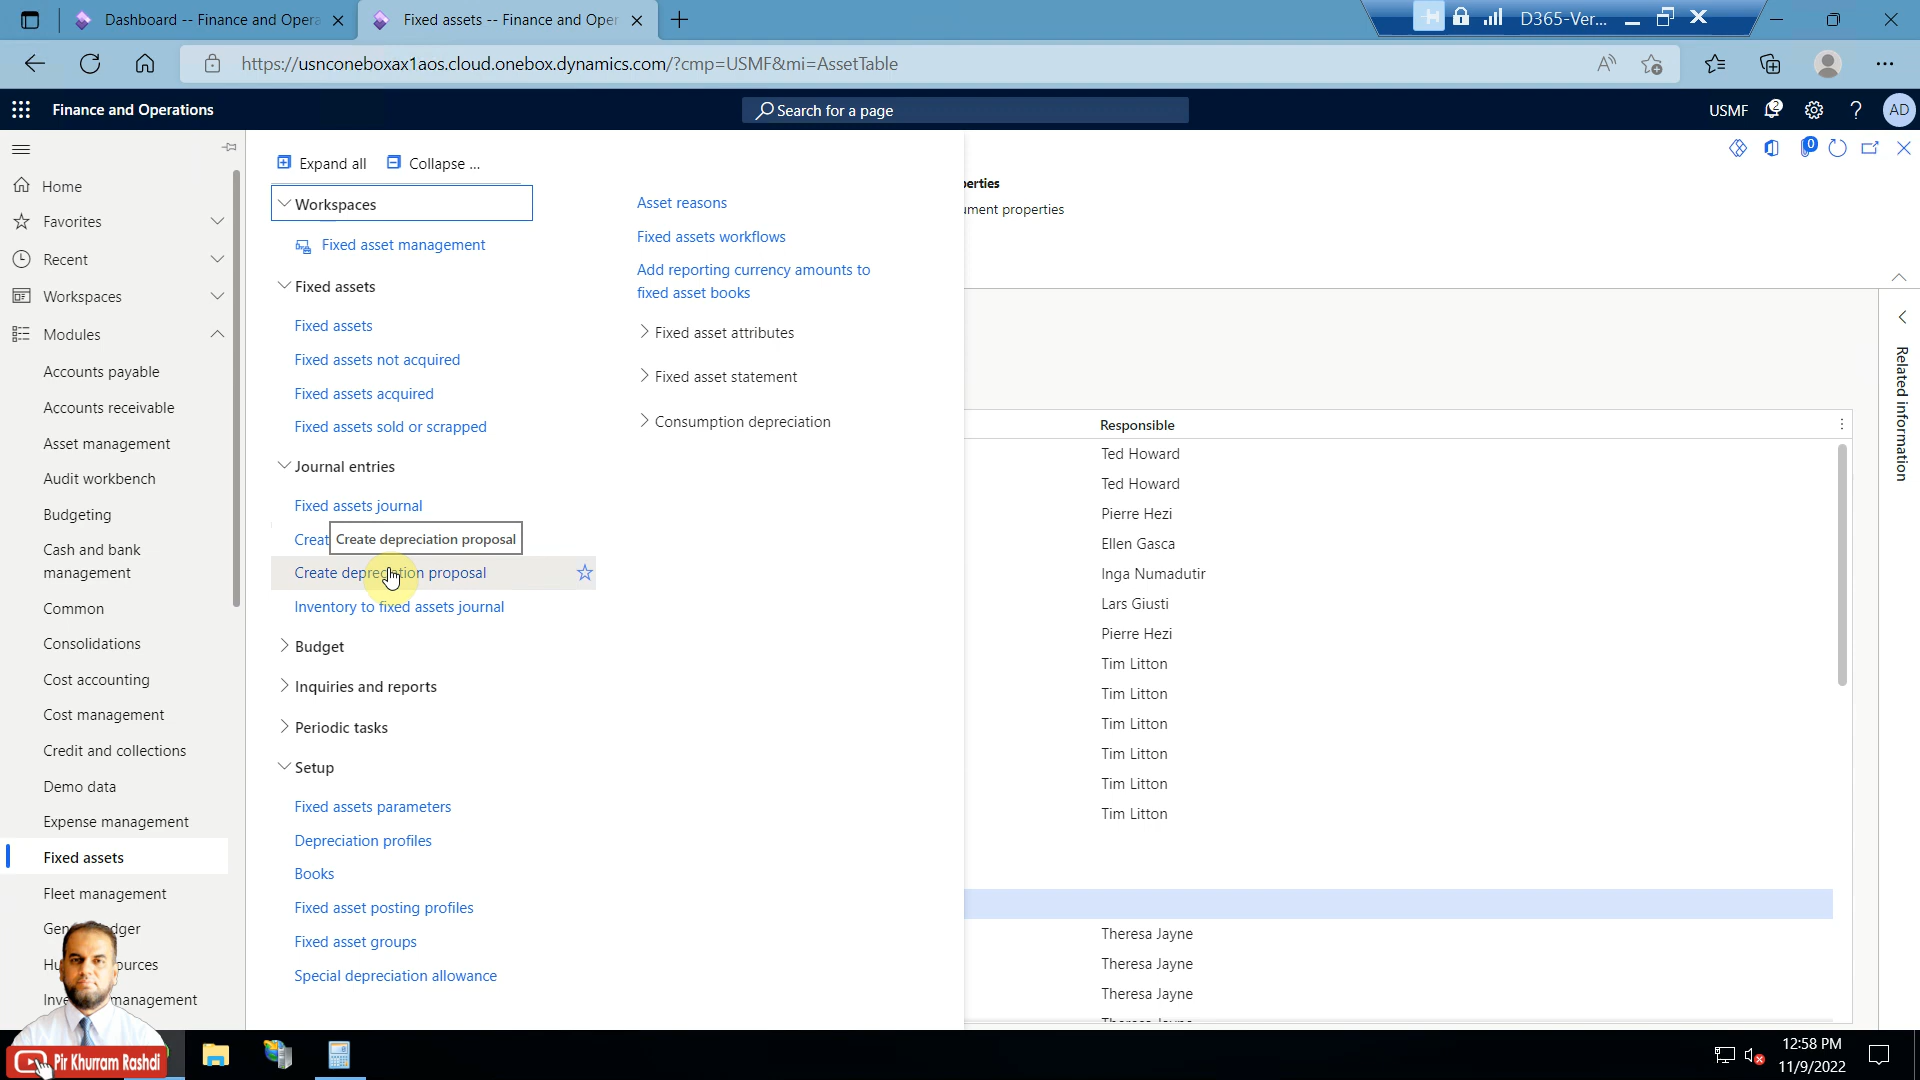 Dashboard -- Finance and Opera
Fixed assets -- Finance and Oper
D365-Ver...
https://usnconeboxax1aos.cloud.onebox.dynamics.com/?cmp=USMF&mi=AssetTable
Finance and Operations
Search for a page
USMF
2
?
AD
Home
Favorites
Recent
Workspaces
Modules
Accounts payable
Accounts receivable
Asset management
Audit workbench
Budgeting
Cash and bank
management
Common
Consolidations
Cost accounting
Cost management
Credit and collections
Demo data
Expense management
Fixed assets
Fleet management
Expand all
Collapse ...
Workspaces
Fixed asset management
Fixed assets
Fixed assets
Fixed assets not acquired
Fixed assets acquired
Fixed assets sold or scrapped
Journal entries
Fixed assets journal
Creat
Create depreciation proposal
Create depreciation proposal
Inventory to fixed assets journal
Budget
Inquiries and reports
Periodic tasks
Setup
Fixed assets parameters
Depreciation profiles
Books
Fixed asset posting profiles
Fixed asset groups
Special depreciation allowance
Asset reasons
Fixed assets workflows
Add reporting currency amounts to
fixed asset books
Fixed asset attributes
Fixed asset statement
Consumption depreciation
0
erties
ument properties
Related information
Responsible
Ted Howard
Ted Howard
Pierre Hezi
Ellen Gasca
Inga Numadutir
Lars Giusti
Pierre Hezi
Tim Litton
Tim Litton
Tim Litton
Tim Litton
Tim Litton
Tim Litton
Theresa Jayne
Theresa Jayne
Theresa Jayne
management
Pir Khurram Rashdi
12:58 PM
11/9/2022